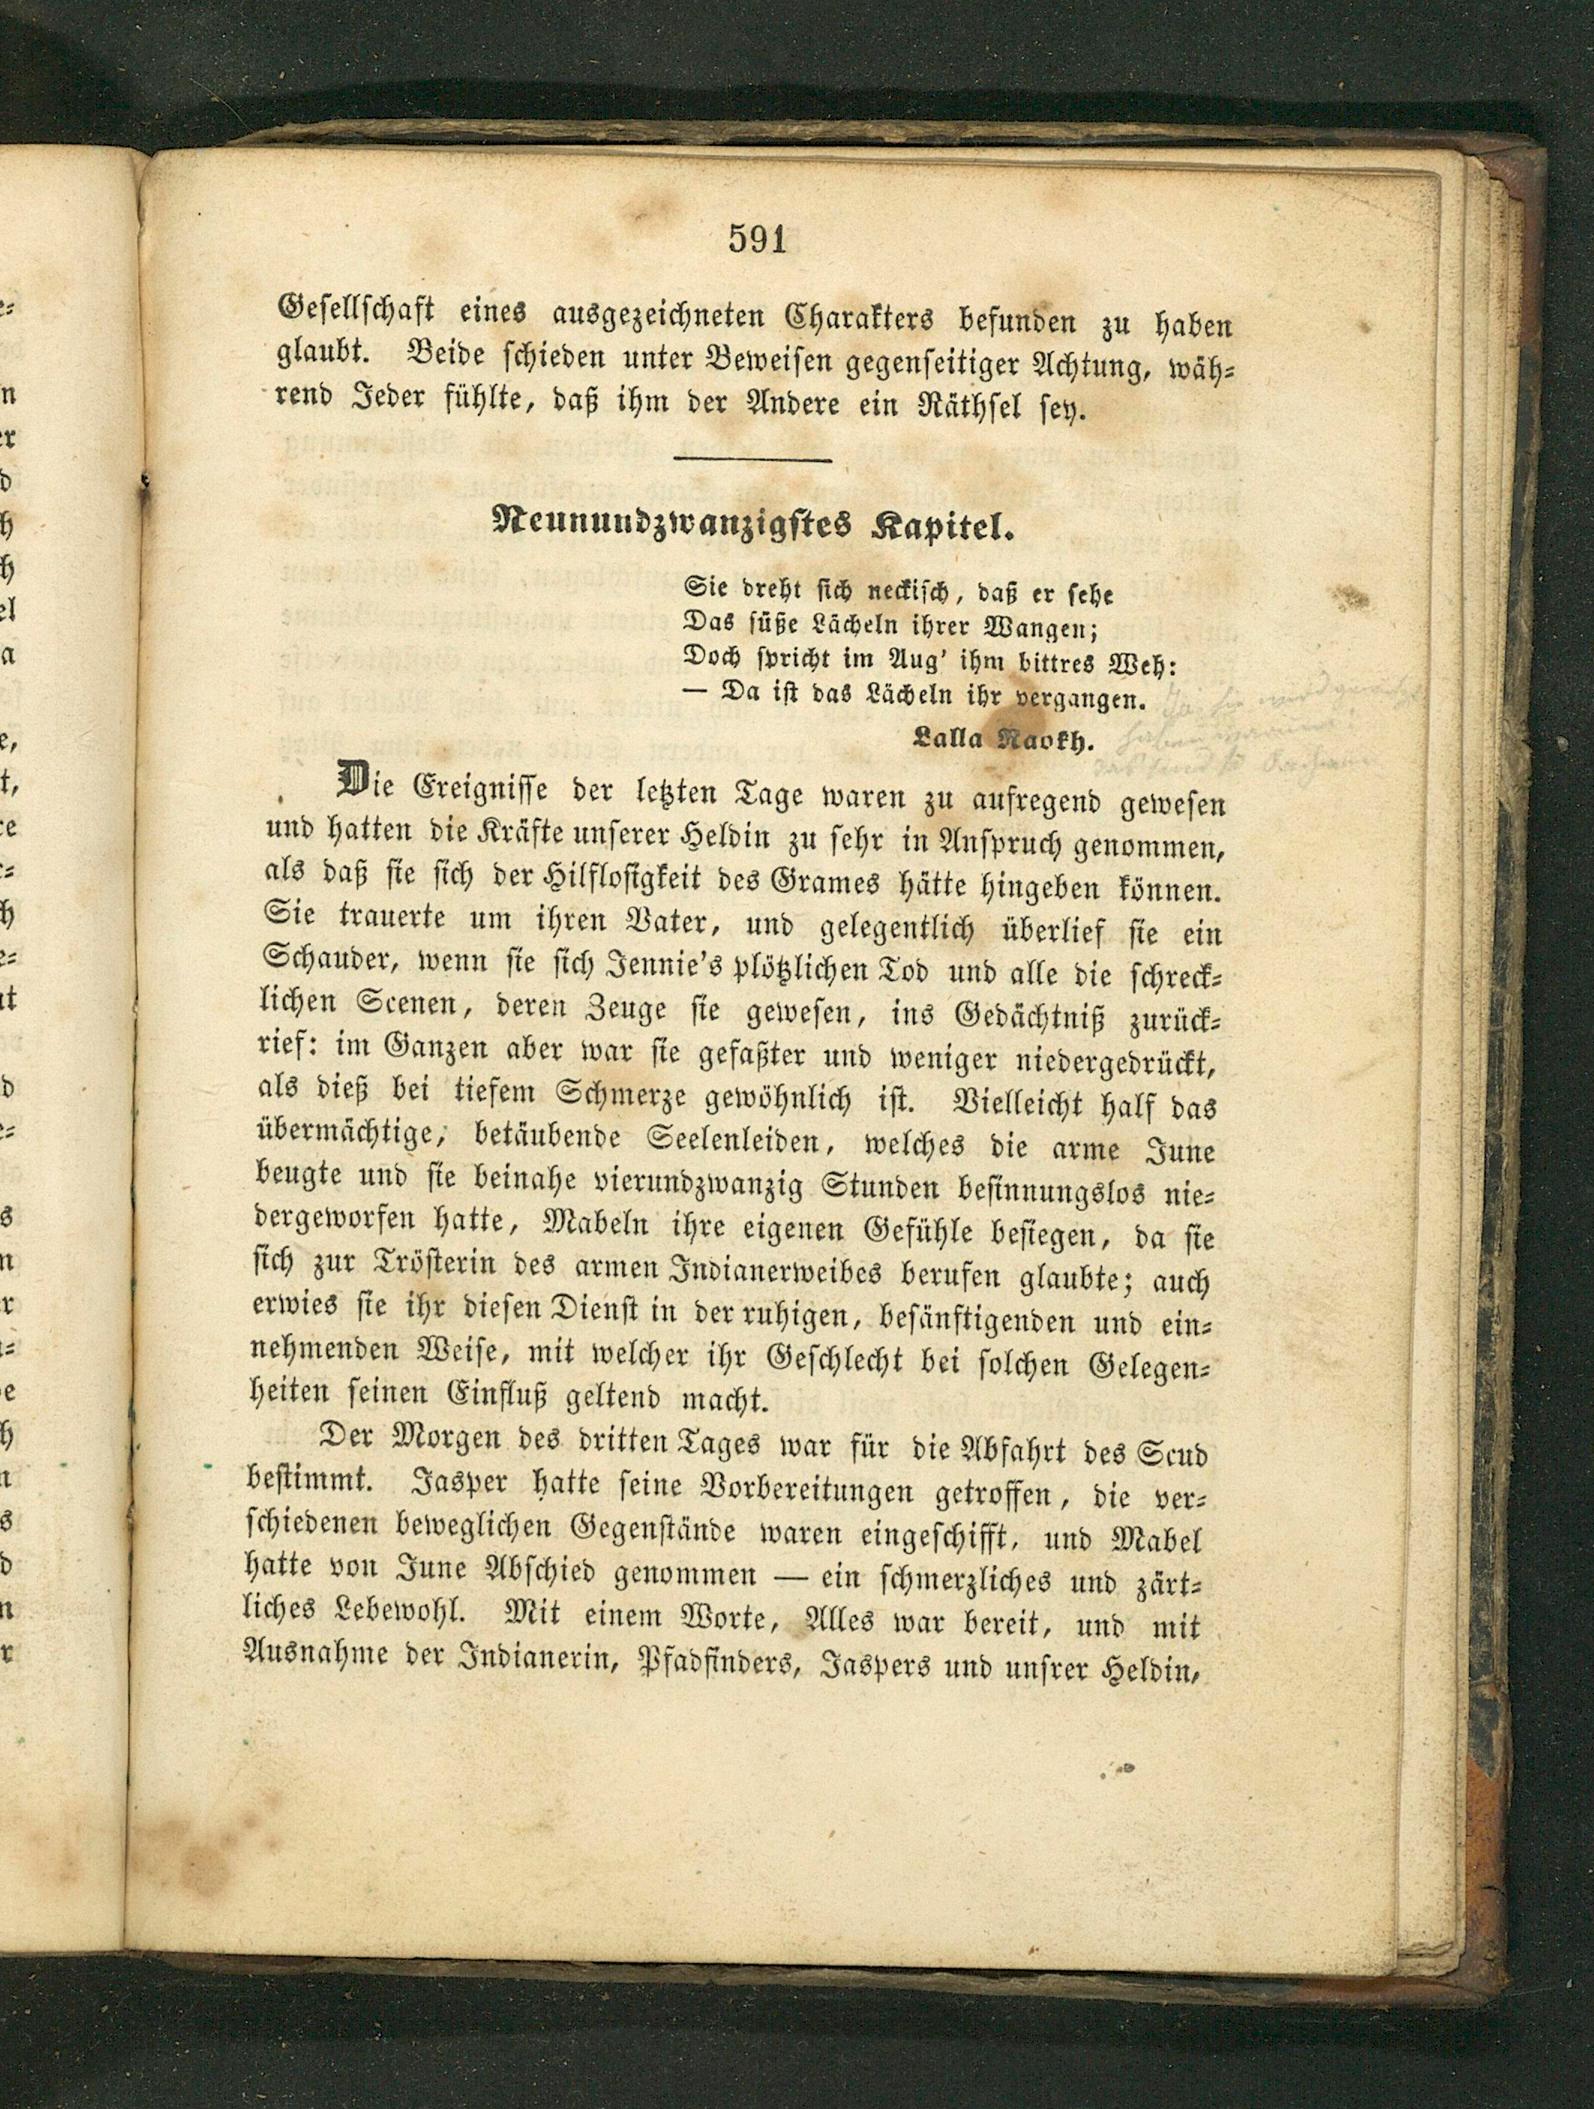 591
Gesellschaft eines ausgezeichneten Charakters befunden zu haben
glaubt. Beide schieden unter Beweisen gegenseitiger Achtung, wäh-
rend Jeder fühlte, daß ihm der Andere ein Räthsel sey.
Neunundzwanzigstes Kapitel.
Sie dreht sich neckisch, daß er sehe
Das süße Lächeln ihrer Wangen;
Doch spricht im Aug' ihm bittres Weh:
— Da ist das Lächeln ihr vergangen.
Lalla Raokh.
Die Ereignisse der letzten Tage waren zu aufregend gewesen
und hatten die Kräfte unserer Heldin zu sehr in Anspruch genommen,
als daß sie sich der Hilflosigkeit des Grames hätte hingeben können.
Sie trauerte um ihren Vater, und gelegentlich überlief sie ein
Schauder, wenn sie sich Jennie's plötzlichen Tod und alle die schreck-
lichen Scenen, deren Zeuge sie gewesen, ins Gedächtniß zurück-
rief: im Ganzen aber war sie gefaßter und weniger niedergedrückt,
als dieß bei tiefem Schmerze gewöhnlich ist. Vielleicht half das
übermächtige, betäubende Seelenleiden, welches die arme June
beugte und sie beinahe vierundzwanzig Stunden besinnungslos nie-
dergeworfen hatte, Mabeln ihre eigenen Gefühle besiegen, da sie
sich zur Trösterin des armen Indianerweibes berufen glaubte; auch
erwies sie ihr diesen Dienst in der ruhigen, besänftigenden und ein-
nehmenden Weise, mit welcher ihr Geschlecht bei solchen Gelegen-
heiten seinen Einfluß geltend macht.
Der Morgen des dritten Tages war für die Abfahrt des Scud
bestimmt. Jasper hatte seine Vorbereitungen getroffen, die ver-
schiedenen beweglichen Gegenstände waren eingeschifft, und Mabel
hatte von June Abschied genommen — ein schmerzliches und zärt-
liches Lebewohl. Mit einem Worte, Alles war bereit, und mit
Ausnahme der Indianerin, Pfadfinders, Jaspers und unsrer Heldin,